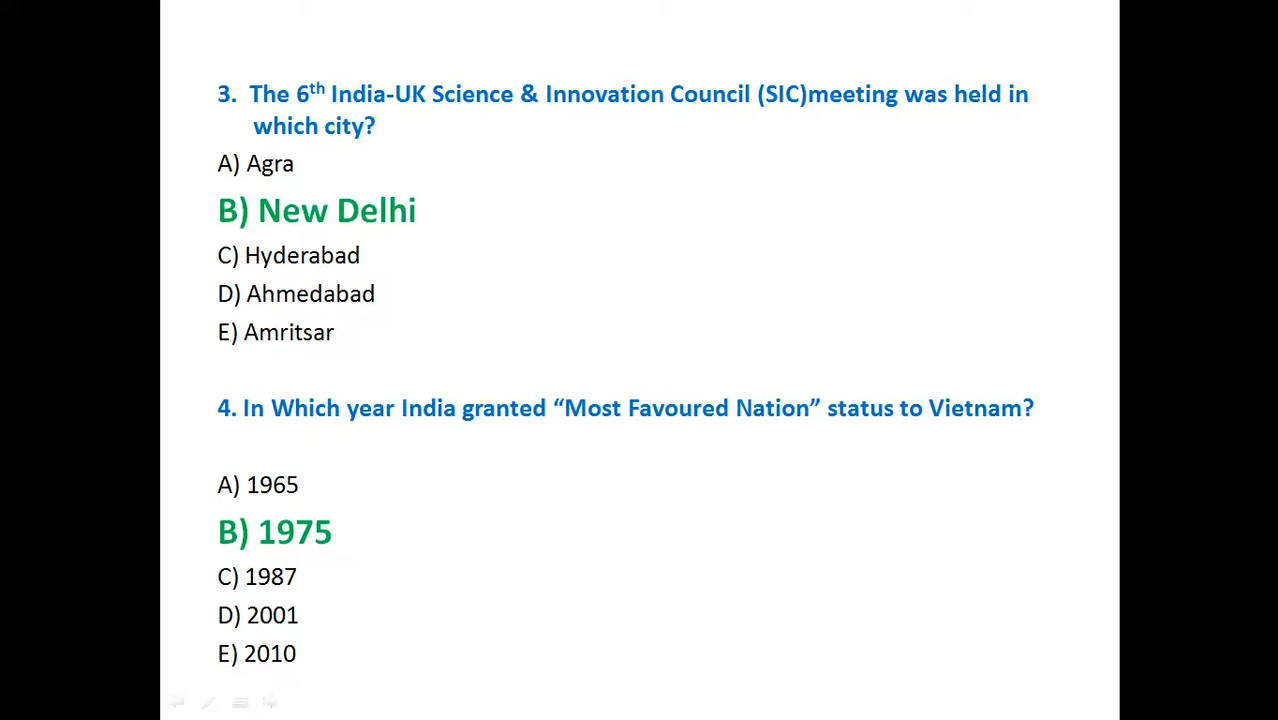 3. The 6th India-UK Science & Innovation Council (SIC)meeting was held in
which city?
A) Agra
B) New Delhi
C) Hyderabad
D) Ahmedabad
E) Amritsar
4. In Which year India granted “Most Favoured Nation” status to Vietnam?
A) 1965
B) 1975
C) 1987
D) 2001
E) 2010